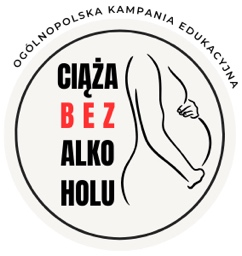 OGÓLNOPOLSKA KAMPANIA EDUKACYJNA
CIĄŻA
BEZ
ALKO
HOLU